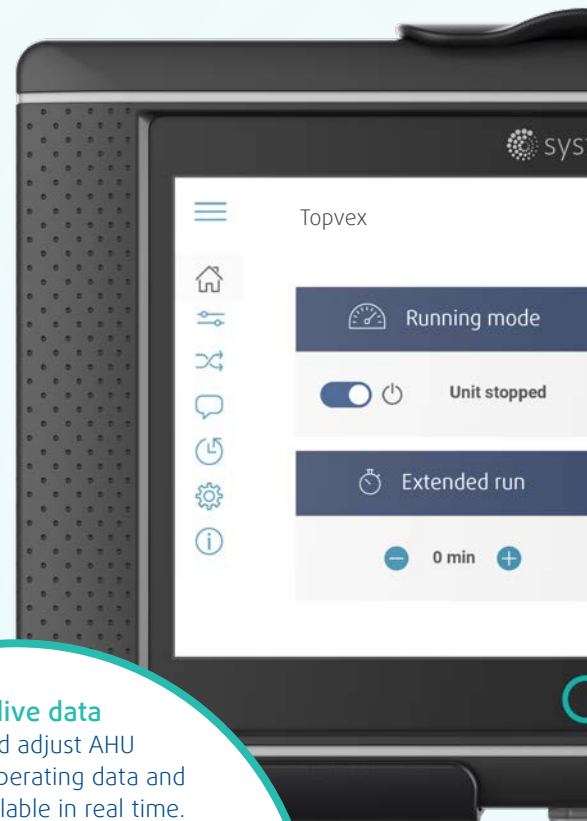 syst
Topvex
Running mode
Unit stopped
Extended run
0 min
live data
d adjust AHU
perating data and
lable in real time.